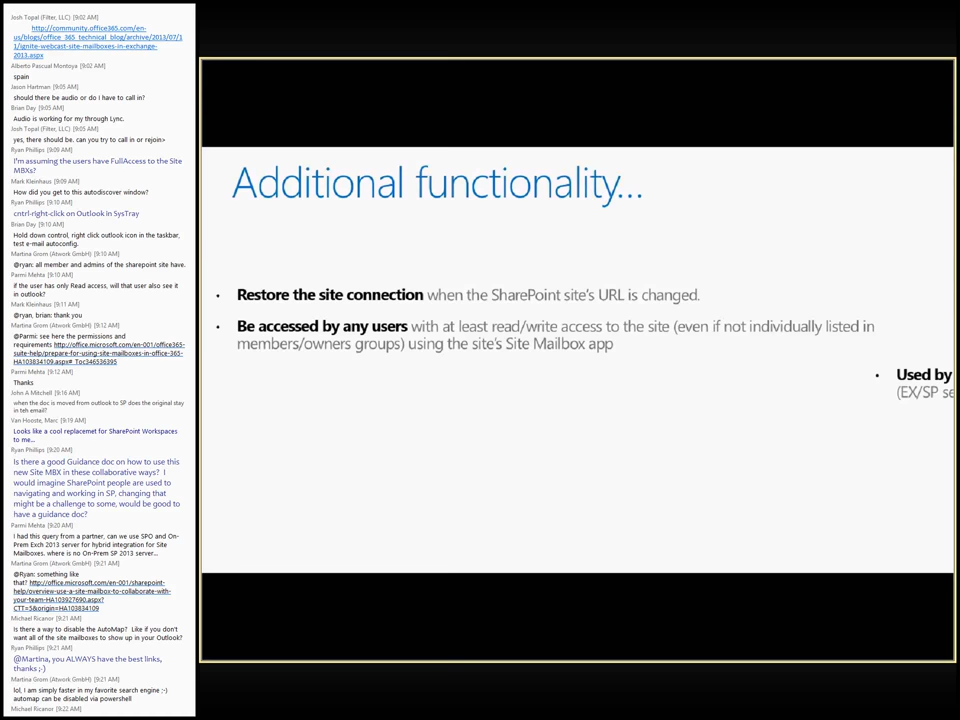 Josh Topal (Filter, LLC) [9:02 AM]
http://community.office365.com/en-
us/blogs/office_365_technical_blog/archive/2013/07/1
1/ignite-webcast-site-mailboxes-in-exchange-
2013.aspx
Alberto Pascual Montoya [9:02 AM]
spain
Jason Hartman [9:05 AM]
should there be audio or do I have to call in?
Brian Day [9:05 AM]
Audio is working for my through Lync.
Josh Topal (Filter, LLC) [9:05 AM]
yes, there should be. can you try to call in or rejoin>
Ryan Phillips [9:09 AM]
I'm assuming the users have FullAccess to the Site
MBXs?
Mark Kleinhaus [9:09 AM]
How did you get to this autodiscover window?
Ryan Phillips [9:10 AM]
cntrl-right-click on Outlook in SysTray
Brian Day [9:10 AM]
Hold down control, right click outlook icon in the taskbar,
test e-mail autoconfig.
Martina Grom (Atwork GmbH) [9:10 AM]
@ryan: all member and admins of the sharepoint site have.
Parmi Mehta [9:10 AM]
if the user has only Read access, will that user also see it
in outlook?
Mark Kleinhaus [9:11 AM]
@ryan, brian: thank you
Martina Grom (Atwork GmbH) [9:12 AM]
@Parmi: see here the permissions and
requirements http://office.microsoft.com/en-001/office365-
suite-help/prepare-for-using-site-mailboxes-in-office-365-
HA103834109.aspx#_Toc346536395
Parmi Mehta [9:12 AM]
Thanks
John A Mitchell [9:16 AM]
when the doc is moved from outlook to SP does the original stay
in teh email?
Van Hooste, Marc [9:19 AM]
Looks like a cool replacemet for SharePoint Workspaces
to me...
Ryan Phillips [9:20 AM]
Is there a good Guidance doc on how to use this
new Site MBX in these collaborative ways? I
would imagine SharePoint people are used to
navigating and working in SP, changing that
might be a challenge to some, would be good to
have a guidance doc?
Parmi Mehta [9:20 AM]
I had this query from a partner, can we use SPO and On-
Prem Exch 2013 server for hybrid integration for Site
Mailboxes. where is no On-Prem SP 2013 server...
Martina Grom (Atwork GmbH) [9:21 AM]
@Ryan: something like
that? http://office.microsoft.com/en-001/sharepoint-
help/overview-use-a-site-mailbox-to-collaborate-with-
your-team-HA103927690.aspx?
CTT=5&origin=HA103834109
Michael Ricanor [9:21 AM]
Is there a way to disable the AutoMap? Like if you don't
want all of the site mailboxes to show up in your Outlook?
Ryan Phillips [9:21 AM]
@Martina, you ALWAYS have the best links,
thanks ;-)
Martina Grom (Atwork GmbH) [9:21 AM]
lol, I am simply faster in my favorite search engine ;-)
automap can be disabled via powershell
Michael Ricanor [9:22 AM]
Additional functionality...
• Restore the site connection when the SharePoint site's URL is changed.
• Be accessed by any users with at least read/write access to the site (even if not individually listed in
members/owners groups) using the site's Site Mailbox app
• Used by
(EX/SP se